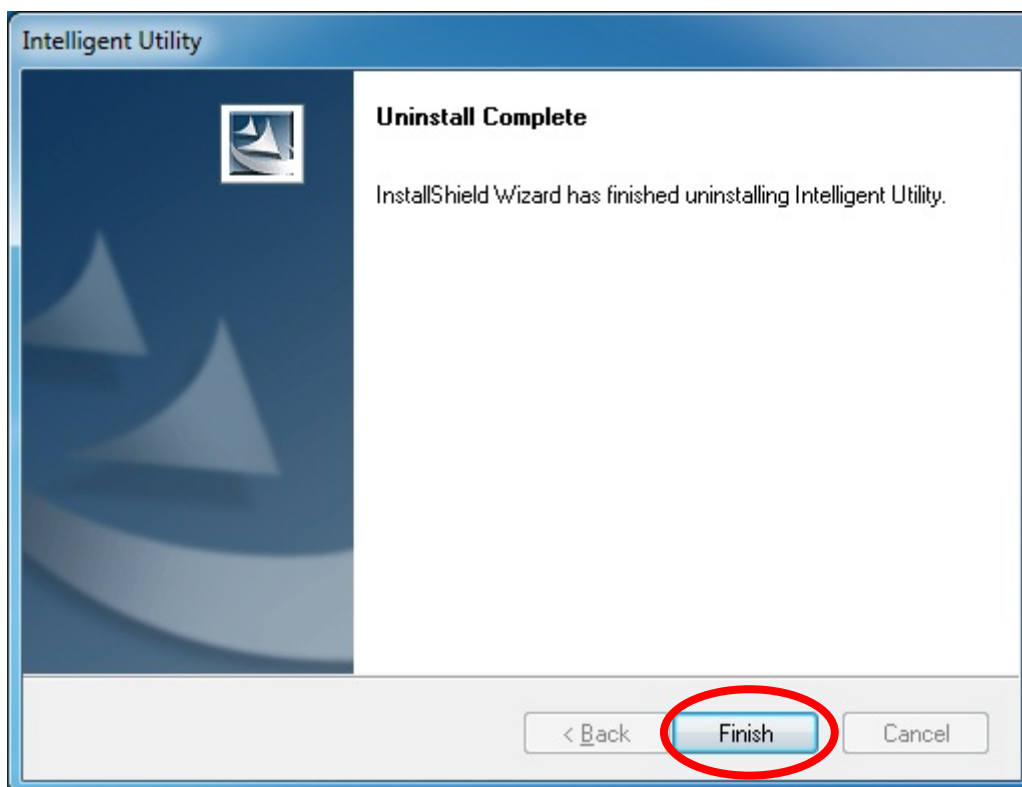 Intelligent Utility
Uninstall Complete
InstallShield Wizard has finished uninstalling Intelligent Utility.
< Back
Finish
Cancel